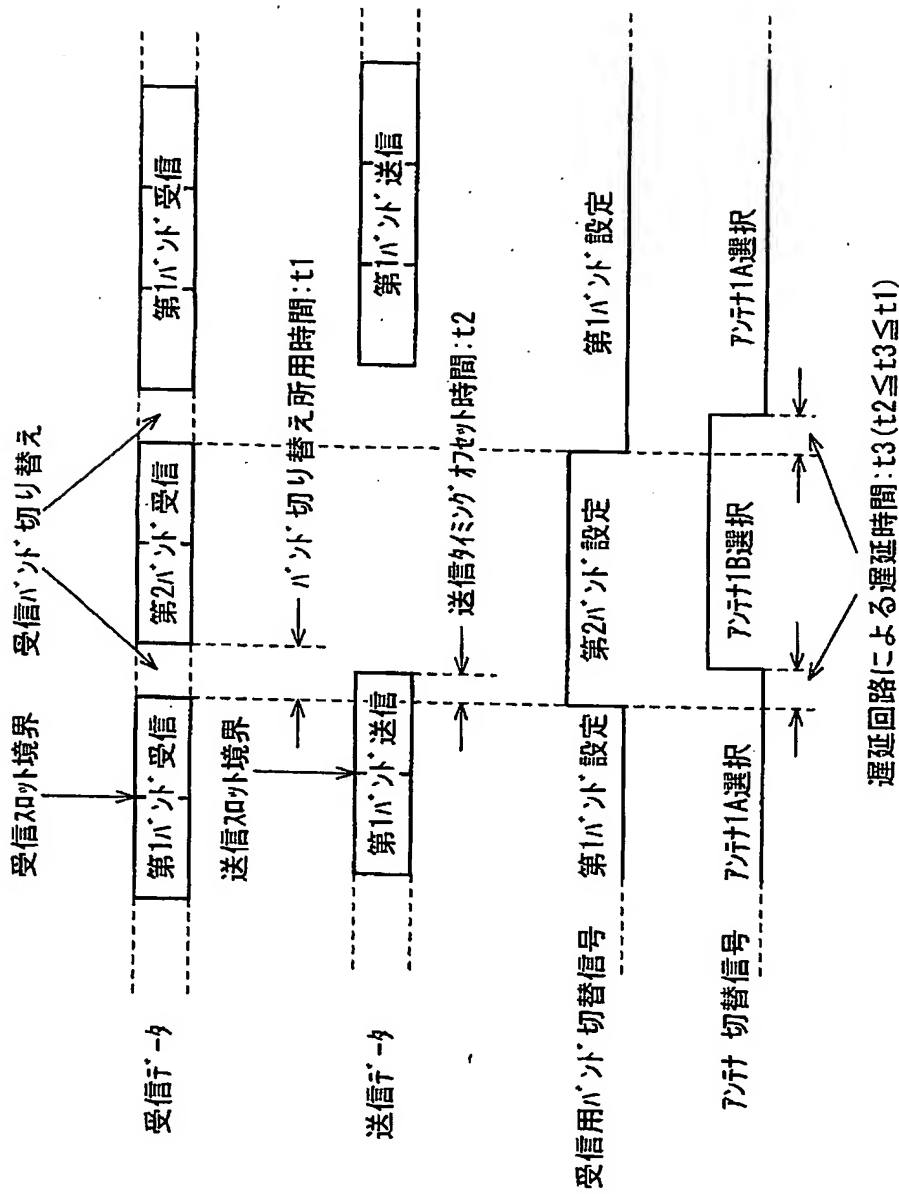 受信スロット境界
受信バンド切り替え
受信データ
第1バンド受信
第2バンド受信
第1バンド受信
バンド切り替え所用時間:t1
送信スロット境界
送信データ
第1バンド送信
第1バンド送信
送信タイミングオフセット時間:t2
受信用バンド切替信号
第1バンド設定
第2バンド設定
第1バンド設定
アンテナ切替信号
アンテナ1A選択
アンテナ1B選択
アンテナ1A選択
遅延回路による遅延時間:t3(t2≦t3≦t1)